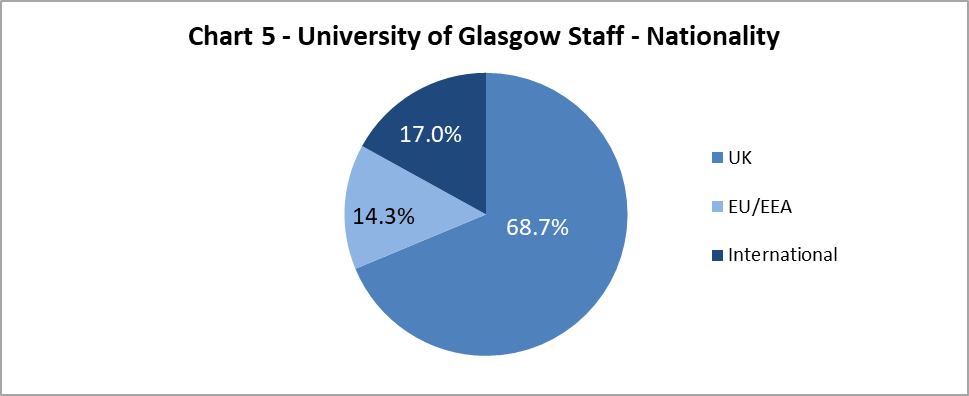 Chart 5 - University of Glasgow Staff - Nationality
17.0%
14.3%
68.7%
UK
EU/EEA
International